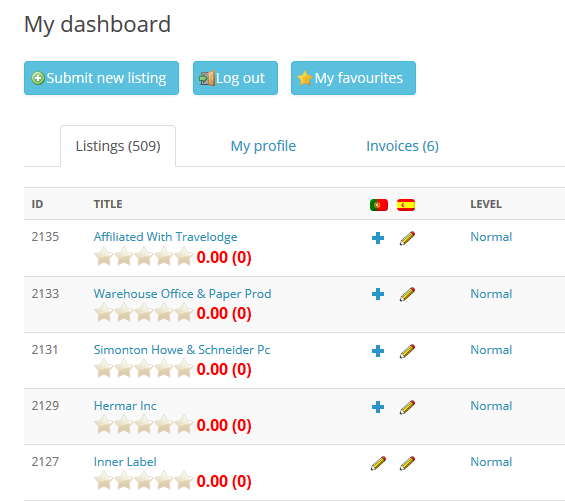 My dashboard
Submit new listing Log out My favourites
Listings (509) My profile Invoices (6)
ID TITLE LEVEL
2135 Affiliated With Travelodge Normal
0.00 (0)
2133 Warehouse Office & Paper Prod Normal
0.00 (0)
2131 Simonton Howe & Schneider Pc Normal
0.00 (0)
2129 Hermar Inc Normal
0.00 (0)
2127 Inner Label Normal
0.00 (0)